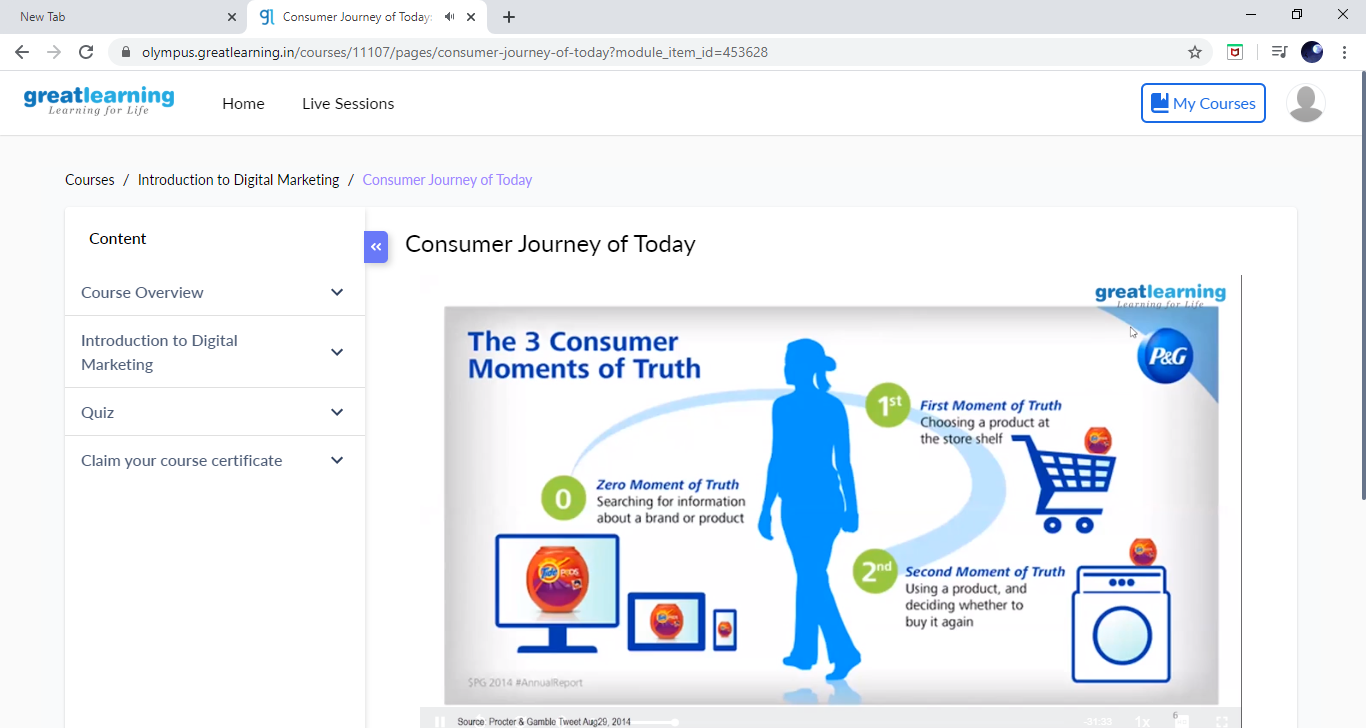 New Tab
Consumer Journey of Today:
olympus.greatlearning.in/courses/11107/pages/consumer-journey-of-today?module_item_id=453628
greatlearning
Learning for Life
Home
Live Sessions
My Courses
Courses / Introduction to Digital Marketing / Consumer Journey of Today
Content
Course Overview
Introduction to Digital
Marketing
Quiz
Claim your course certificate
Consumer Journey of Today
greatlearning
Learning for Life
The 3 Consumer
Moments of Truth
P&G
1st
First Moment of Truth
Choosing a product at
the store shelf
0
Zero Moment of Truth
Searching for information
about a brand or product
Tide PODS
2nd
Second Moment of Truth
Using a product, and
deciding whether to
buy it again
$PG 2014 #AnnualReport
Source: Procter & Gamble Tweet Aug29, 2014
-31:33
1x
6